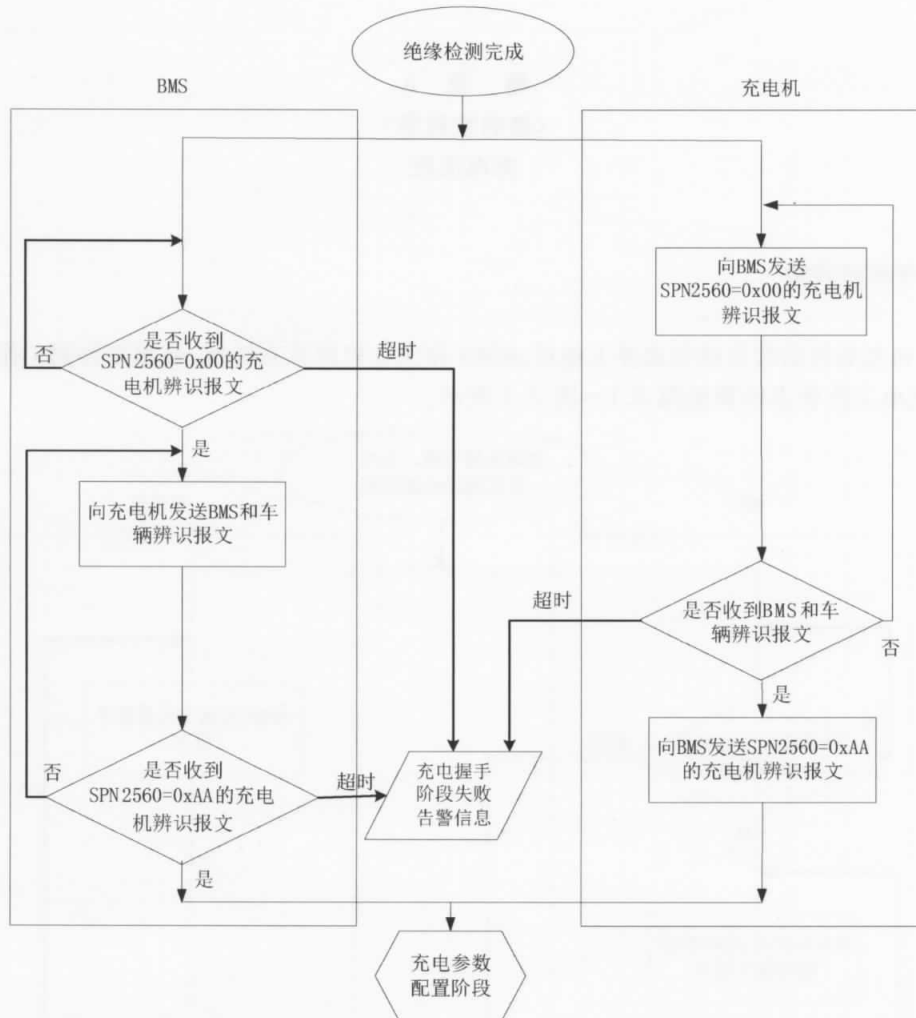 绝缘检测完成
BMS
充电机
向BMS发送
SPN2560=0x00的充电机
辨识报文
是否收到
SPN2560=0x00的充
电机辨识报文
否
超时
是
向充电机发送BMS和车
辆辨识报文
超时
是否收到BMS和车
辆辨识报文
否
是
向BMS发送SPN2560=0xAA
的充电机辨识报文
否
是否收到
SPN2560=0xAA的充电
机辨识报文
超时
充电握手
阶段失败
告警信息
是
充电参数
配置阶段